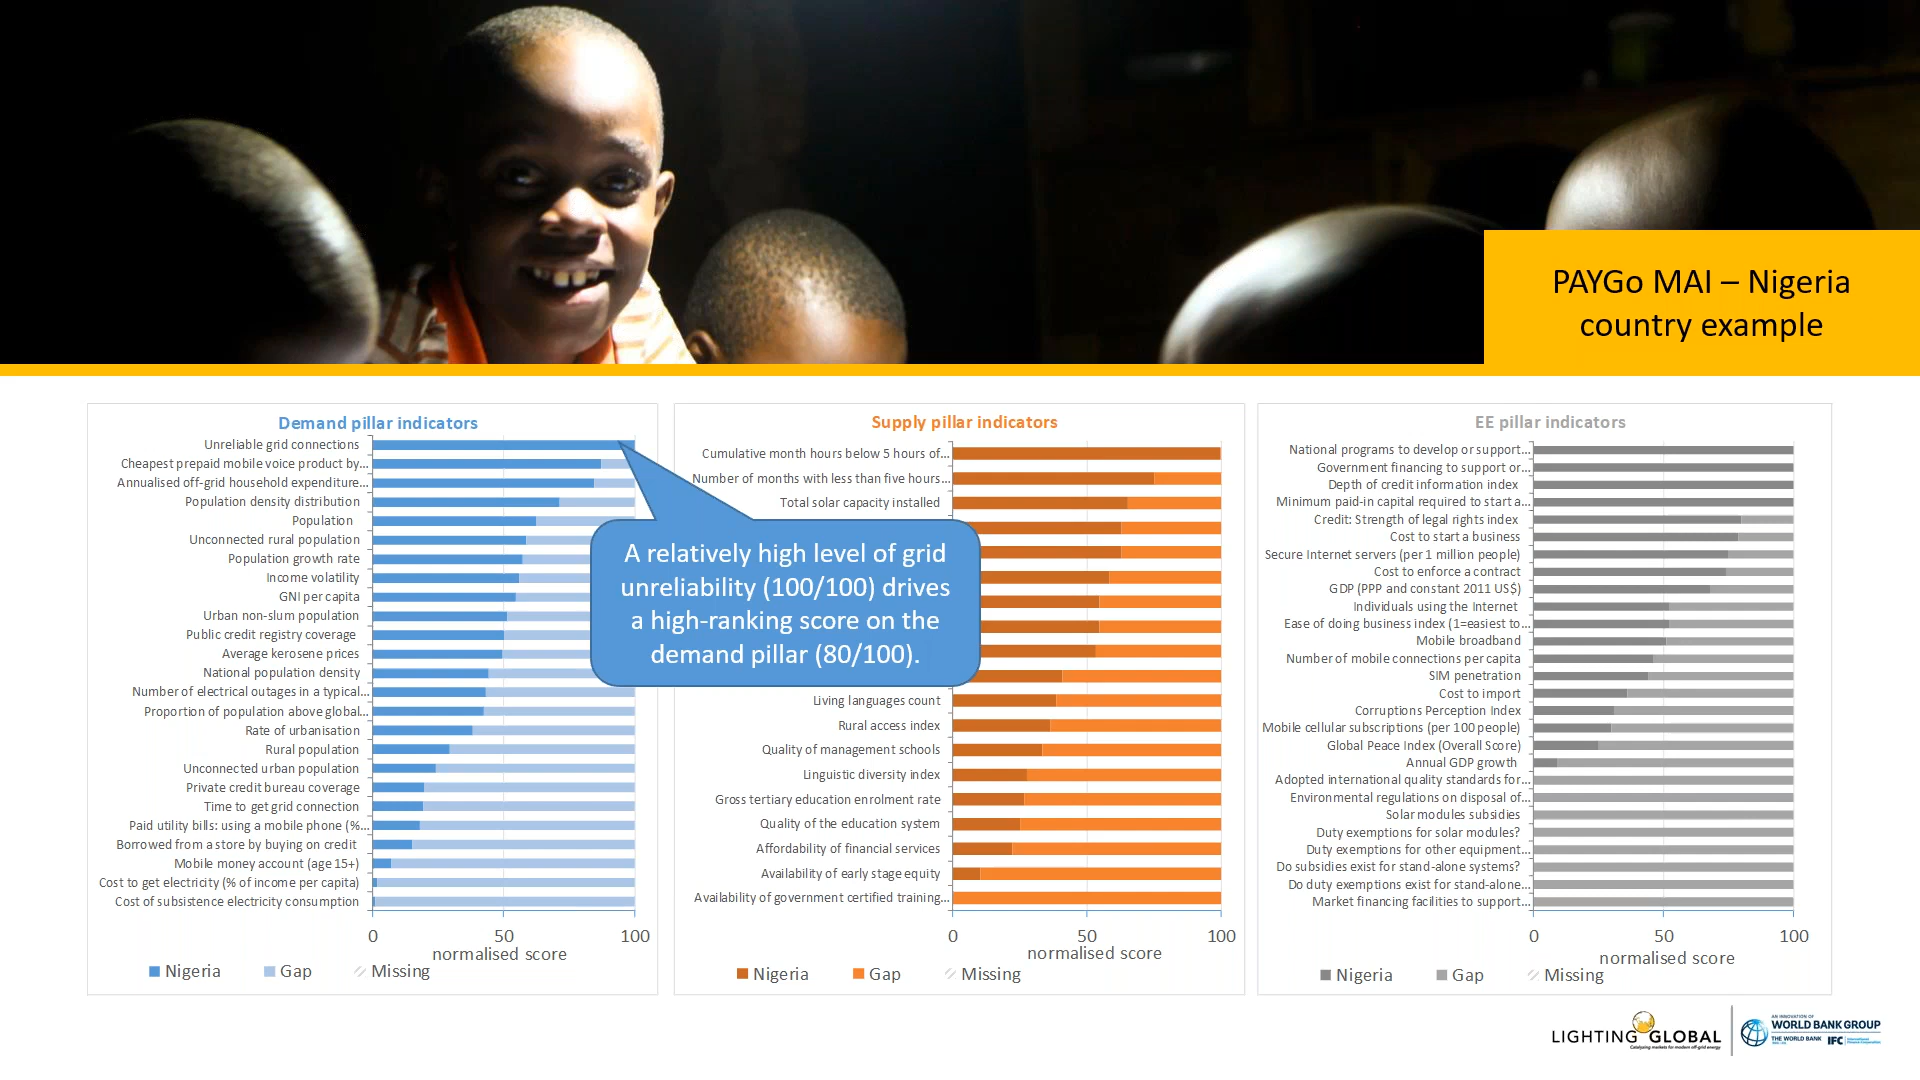 PAYGo MAI – Nigeria
country example
Demand pillar indicators
Unreliable grid connections
Cheapest prepaid mobile voice product by...
Annualised off-grid household expenditure...
Population density distribution
Population
Unconnected rural population
Population growth rate
Income volatility
GNI per capita
Urban non-slum population
Public credit registry coverage
Average kerosene prices
National population density
Number of electrical outages in a typical...
Proportion of population above global...
Rate of urbanisation
Rural population
Unconnected urban population
Private credit bureau coverage
Time to get grid connection
Paid utility bills: using a mobile phone (%...
Borrowed from a store by buying on credit
Mobile money account (age 15+)
Cost to get electricity (% of income per capita)
Cost of subsistence electricity consumption
0 50 100
normalised score
Nigeria Gap Missing
A relatively high level of grid
unreliability (100/100) drives
a high-ranking score on the
demand pillar (80/100).
Supply pillar indicators
Cumulative month hours below 5 hours of...
Number of months with less than five hours...
Total solar capacity installed
Living languages count
Rural access index
Quality of management schools
Linguistic diversity index
Gross tertiary education enrolment rate
Quality of the education system
Affordability of financial services
Availability of early stage equity
Availability of government certified training...
0 50 100
normalised score
Nigeria Gap Missing
EE pillar indicators
National programs to develop or support...
Government financing to support or...
Depth of credit information index
Minimum paid-in capital required to start a...
Credit: Strength of legal rights index
Cost to start a business
Secure Internet servers (per 1 million people)
Cost to enforce a contract
GDP (PPP and constant 2011 US$)
Individuals using the Internet
Ease of doing business index (1=easiest to...
Mobile broadband
Number of mobile connections per capita
SIM penetration
Cost to import
Corruptions Perception Index
Mobile cellular subscriptions (per 100 people)
Global Peace Index (Overall Score)
Annual GDP growth
Adopted international quality standards for...
Environmental regulations on disposal of...
Solar modules subsidies
Duty exemptions for solar modules?
Duty exemptions for other equipment...
Do subsidies exist for stand-alone systems?
Do duty exemptions exist for stand-alone...
Market financing facilities to support...
0 50 100
normalised score
Nigeria Gap Missing
LIGHTING GLOBAL
Catalyzing markets for modern off-grid energy
AN INNOVATION OF
WORLD BANK GROUP
THE WORLD BANK
IFC